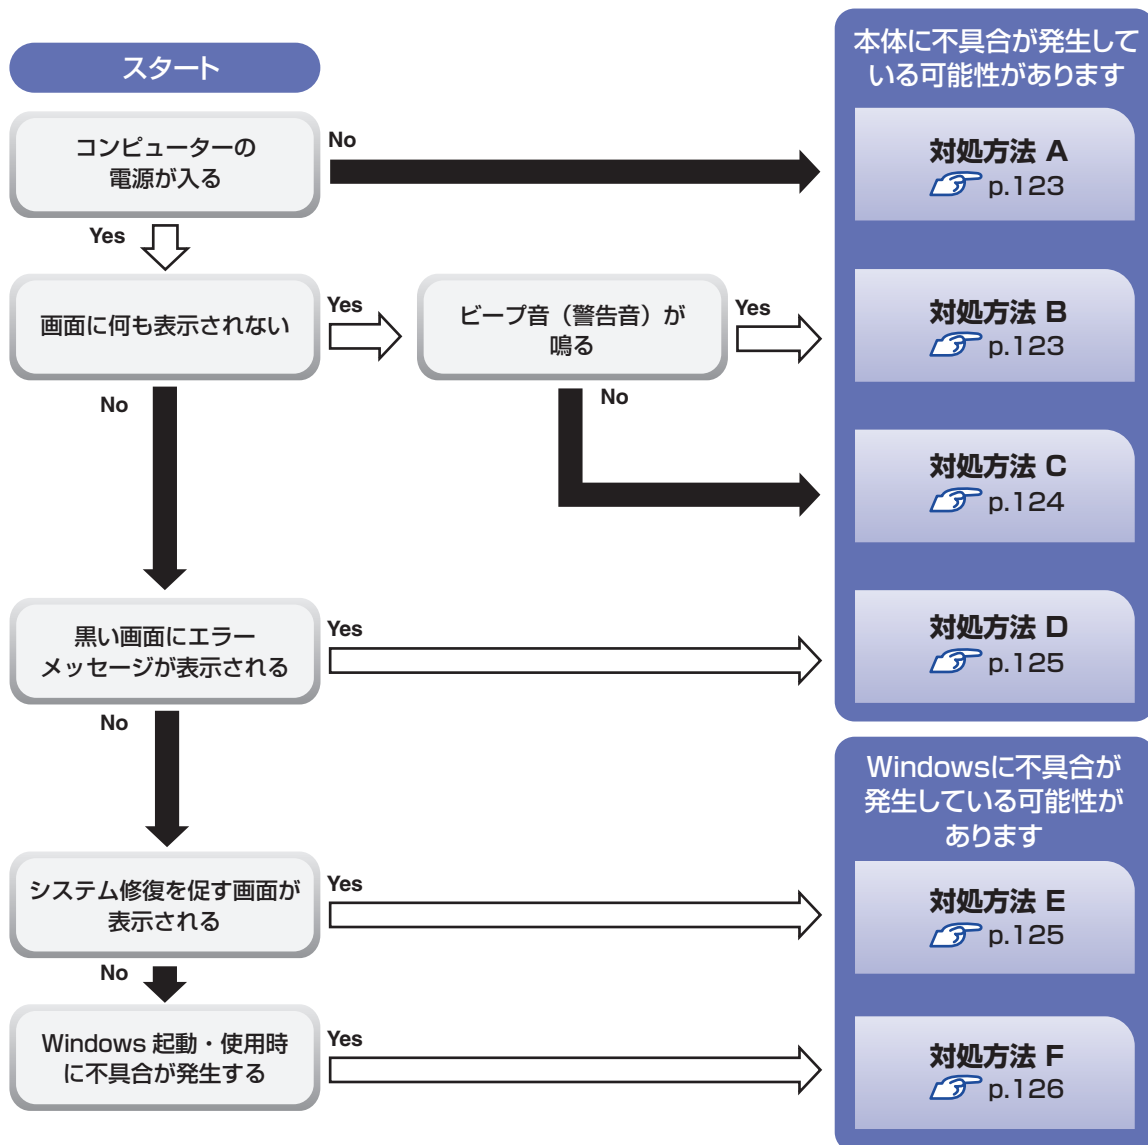 スタート
コンピューターの
電源が入る
No
Yes
画面に何も表示されない
Yes
ビープ音（警告音）が
鳴る
Yes
No
No
黒い画面にエラー
メッセージが表示される
Yes
No
システム修復を促す画面が
表示される
Yes
No
Windows 起動・使用時
に不具合が発生する
Yes
本体に不具合が発生して
いる可能性があります
対処方法 A
p.123
対処方法 B
p.123
対処方法 C
p.124
対処方法 D
p.125
Windowsに不具合が
発生している可能性が
あります
対処方法 E
p.125
対処方法 F
p.126